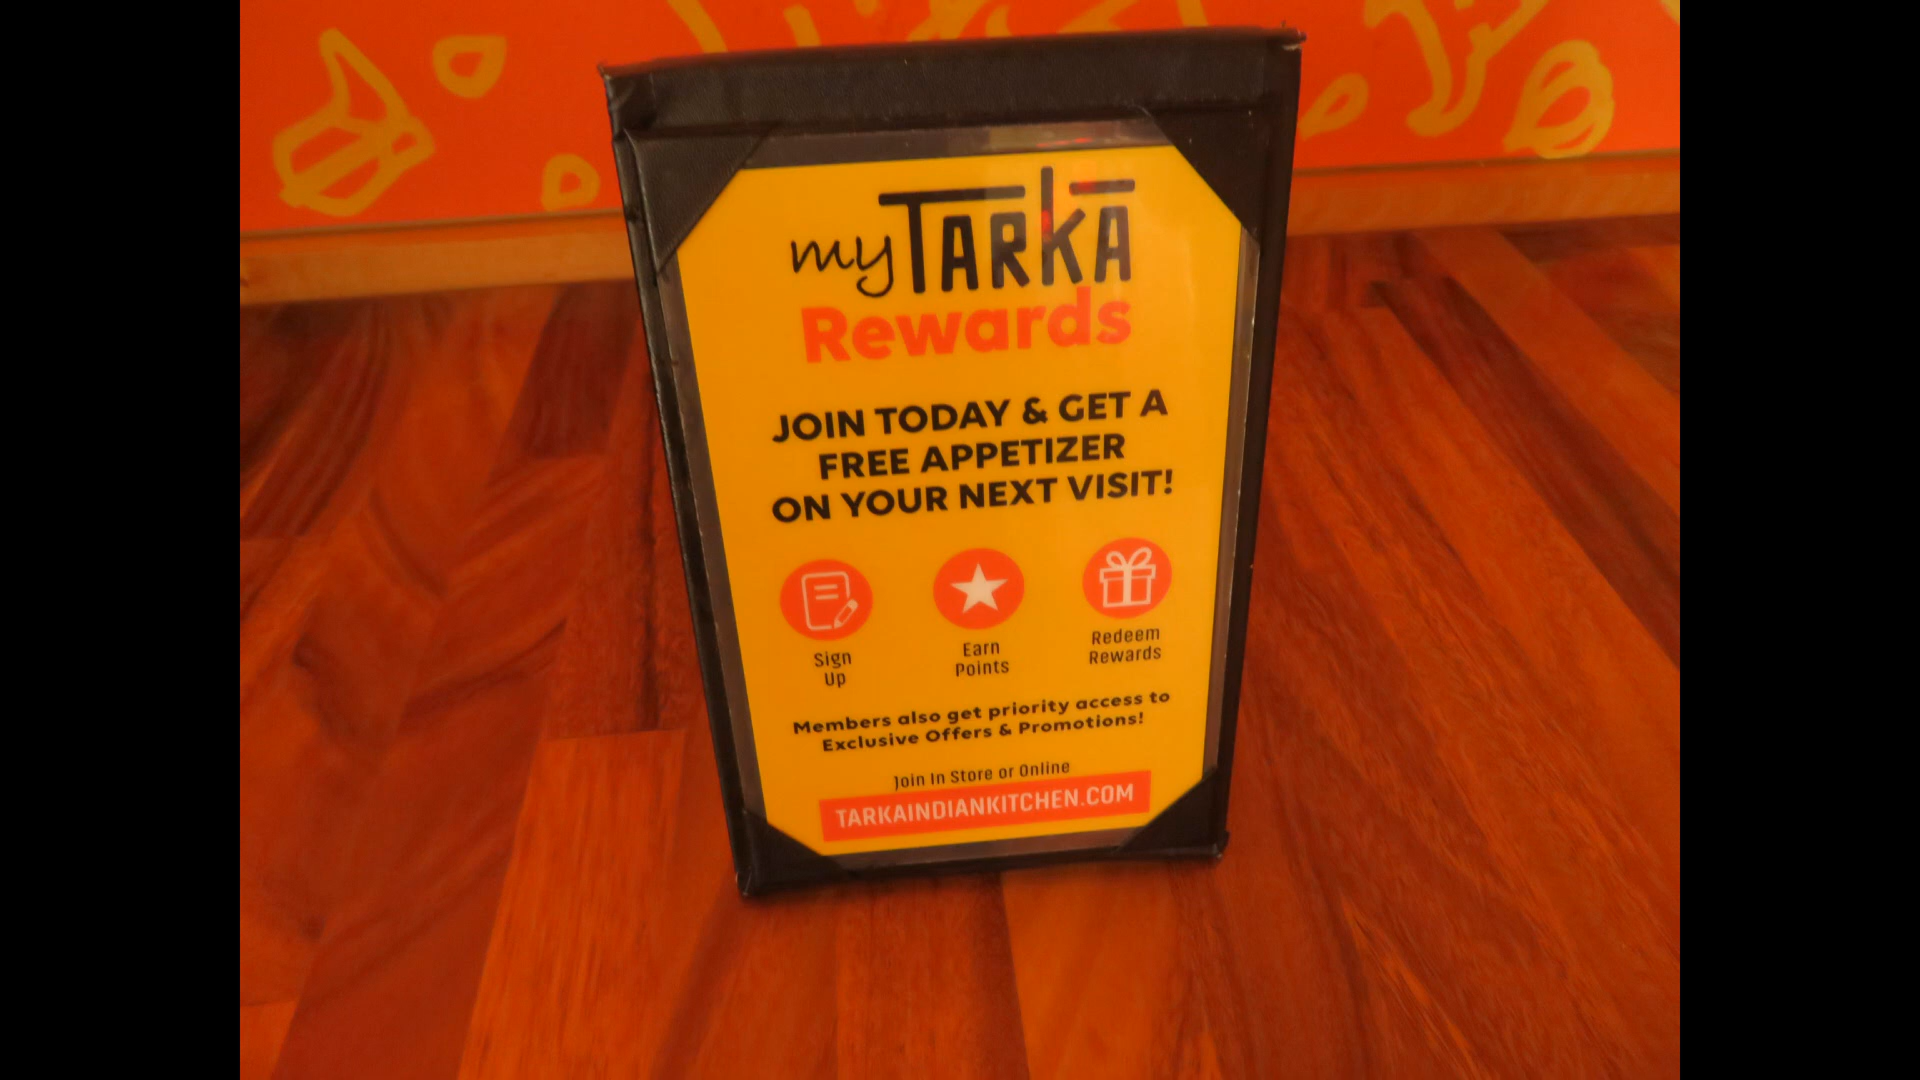 myTARKA
Rewards
JOIN TODAY & GET A
FREE APPETIZER
ON YOUR NEXT VISIT!
Sign
Up
Earn
Points
Redeem
Rewards
Members also get priority access to
Exclusive Offers & Promotions!
Join In Store or Online
TARKAINDIANKITCHEN.COM